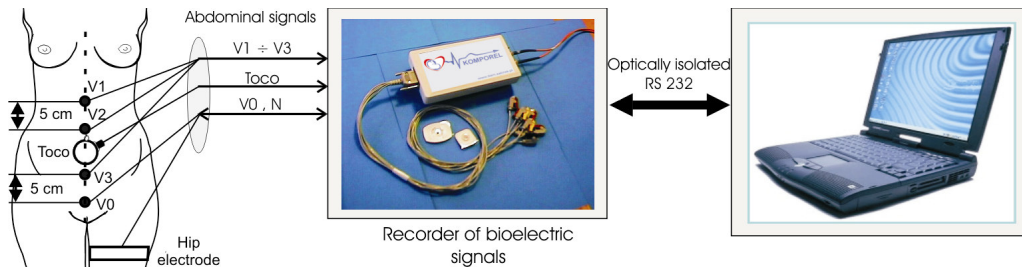 Abdominal signals
V1 ÷ V3
Toco
V0 , N
V1
5 cm
V2
Toco
V3
5 cm
V0
Hip
electrode
KOMPOREL
Recorder of bioelectric
signals
Optically isolated
RS 232